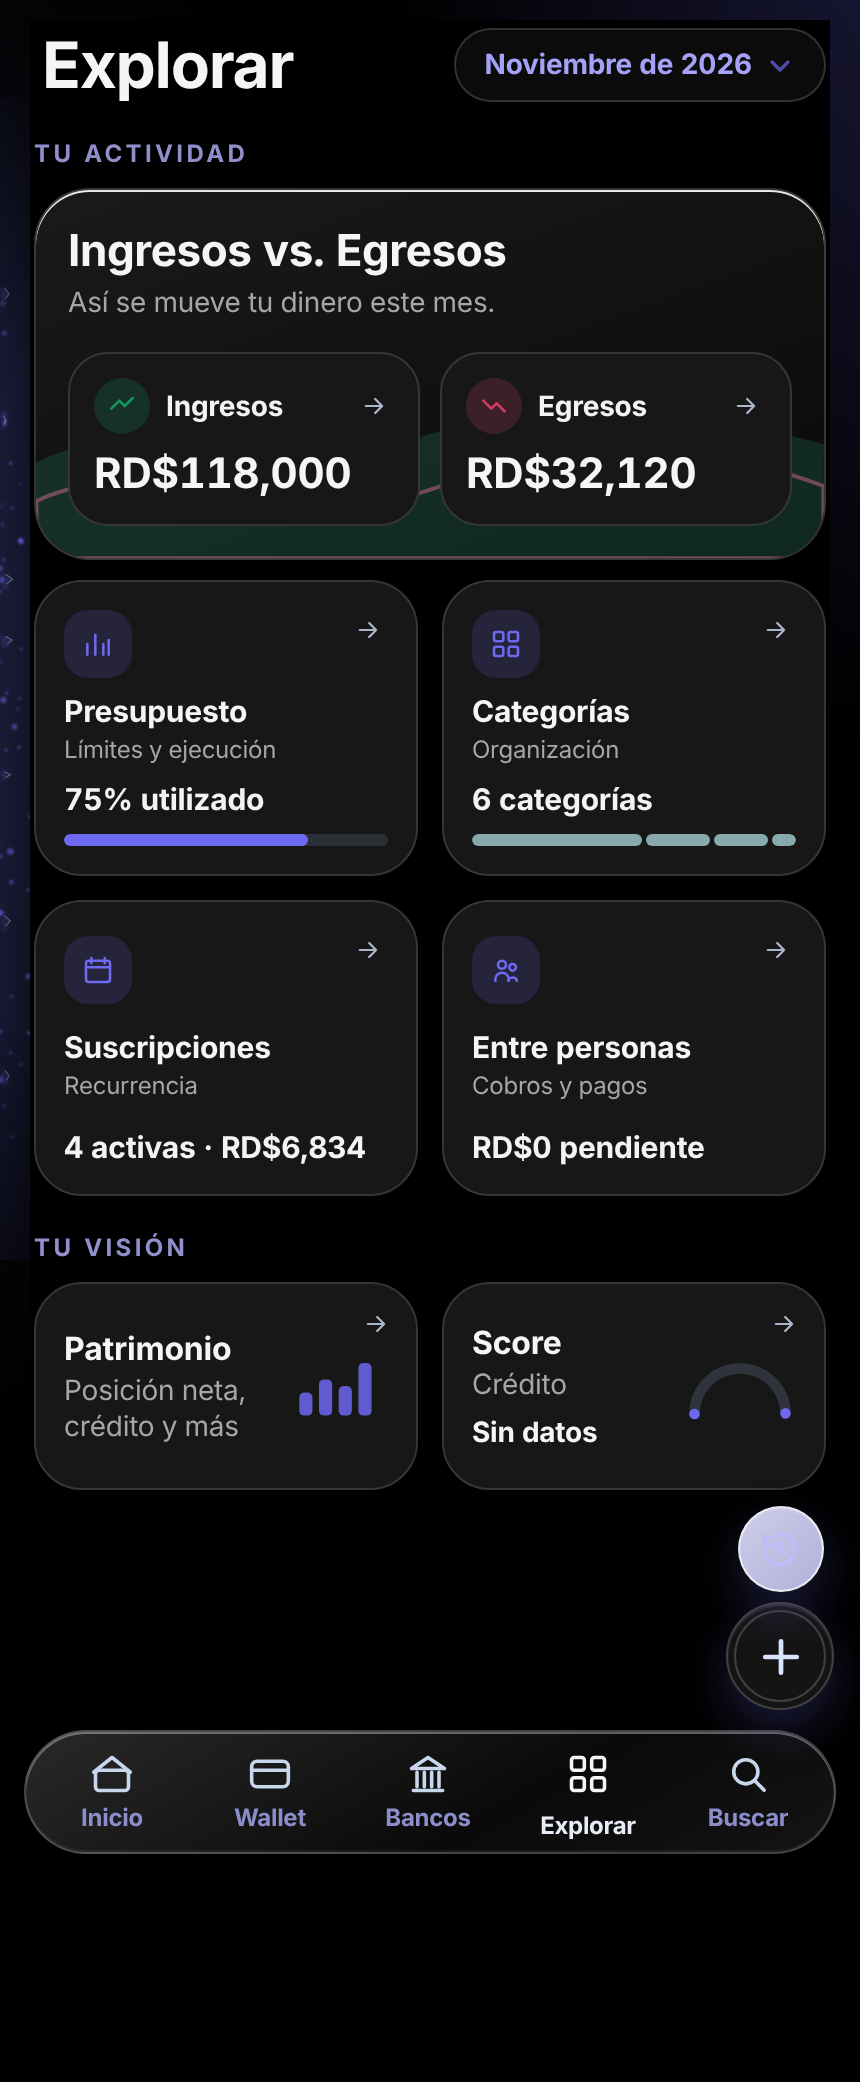 Explorar
Noviembre de 2026
TU ACTIVIDAD
Ingresos vs. Egresos
Así se mueve tu dinero este mes.
Ingresos
Egresos
RD$118,000
RD$32,120
Presupuesto
Límites y ejecución
75% utilizado
Categorías
Organización
6 categorías
Suscripciones
Recurrencia
4 activas · RD$6,834
Entre personas
Cobros y pagos
RD$0 pendiente
TU VISIÓN
Patrimonio
Posición neta,
crédito y más
Score
Crédito
Sin datos
Inicio
Wallet
Bancos
Explorar
Buscar